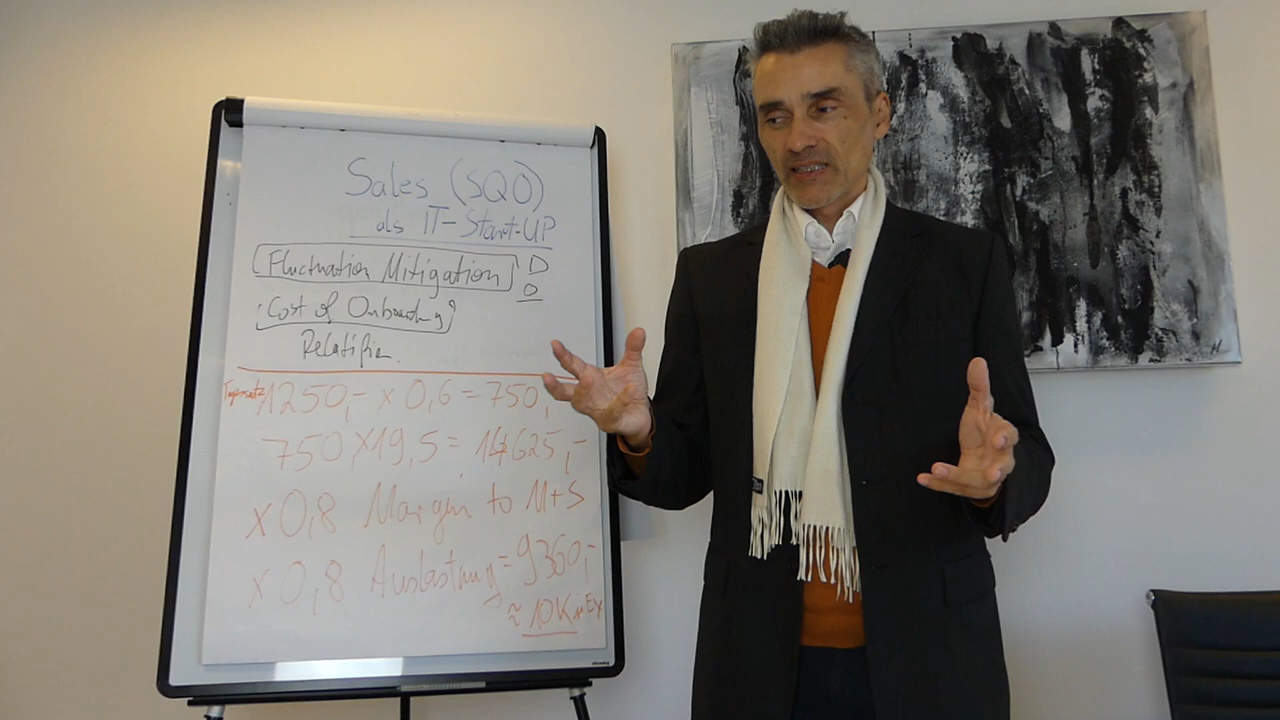 Sales (SQO)
als IT-Start-UP
Fluctuation Mitigation D
Cost of Onboarding? O
Relatifier.
Tagessatz 1250,- x 0,6 = 750,
750 x 19,5 = 14625,-
x 0,8 Margin to M+S
x 0,8 Auslastung = 9360,-
≈ 10K